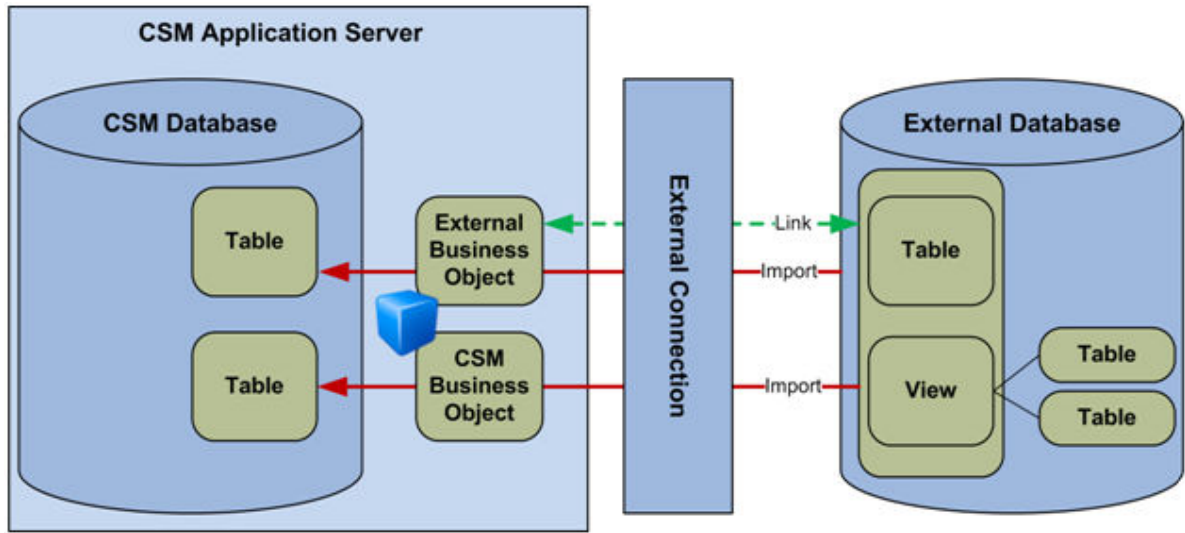 CSM Application Server
CSM Database
Table
Table
External
Business
Object
CSM
Business
Object
External Connection
Link
Import
Import
External Database
Table
View
Table
Table